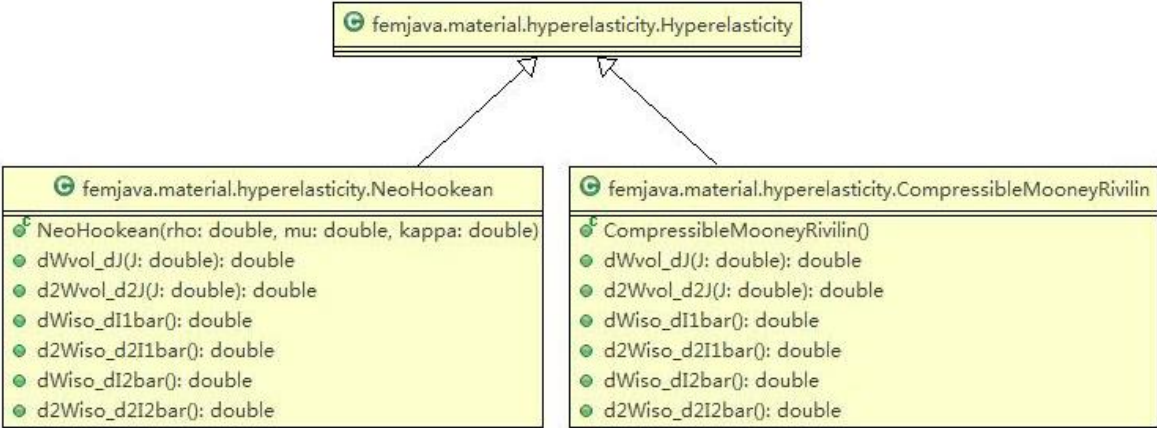 femjava.material.hyperelasticity.Hyperelasticity
femjava.material.hyperelasticity.NeoHookean
NeoHookean(rho: double, mu: double, kappa: double)
dWvol_dJ(J: double): double
d2Wvol_d2J(J: double): double
dWiso_dI1bar(): double
d2Wiso_d2I1bar(): double
dWiso_dI2bar(): double
d2Wiso_d2I2bar(): double
femjava.material.hyperelasticity.CompressibleMooneyRivilin
CompressibleMooneyRivilin()
dWvol_dJ(J: double): double
d2Wvol_d2J(J: double): double
dWiso_dI1bar(): double
d2Wiso_d2I1bar(): double
dWiso_dI2bar(): double
d2Wiso_d2I2bar(): double